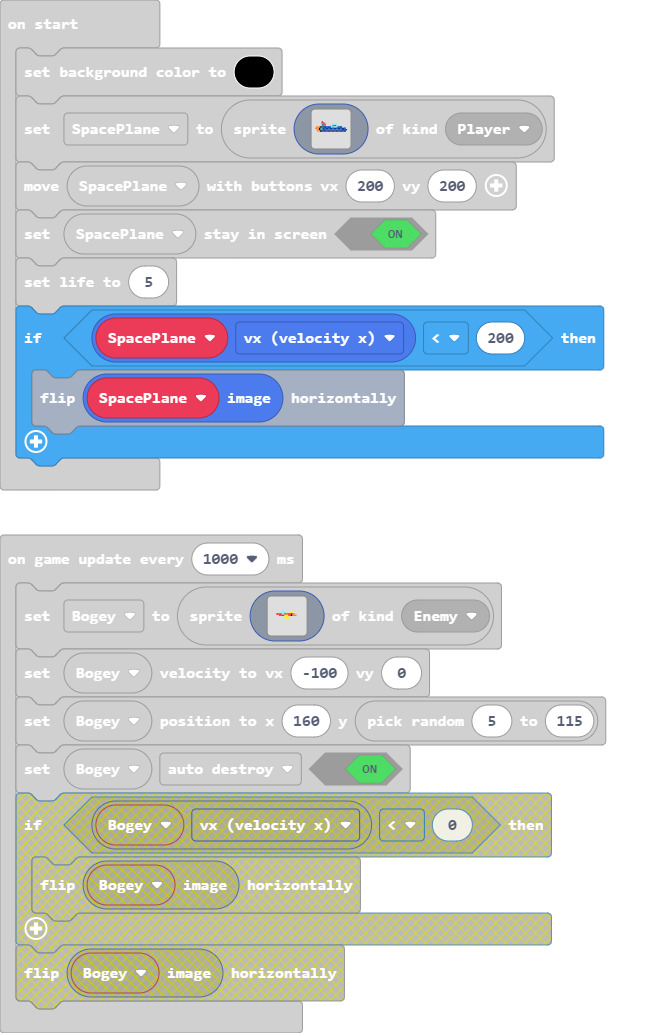 on start
set background color to
set SpacePlane to sprite of kind Player
move SpacePlane with buttons vx 200 vy 200
set SpacePlane stay in screen ON
set life to 5
if SpacePlane vx (velocity x) < 200 then
flip SpacePlane image horizontally
on game update every 1000 ms
set Bogey to sprite of kind Enemy
set Bogey velocity to vx -100 vy 0
set Bogey position to x 160 y pick random 5 to 115
set Bogey auto destroy ON
if Bogey vx (velocity x) < 0 then
flip Bogey image horizontally
flip Bogey image horizontally